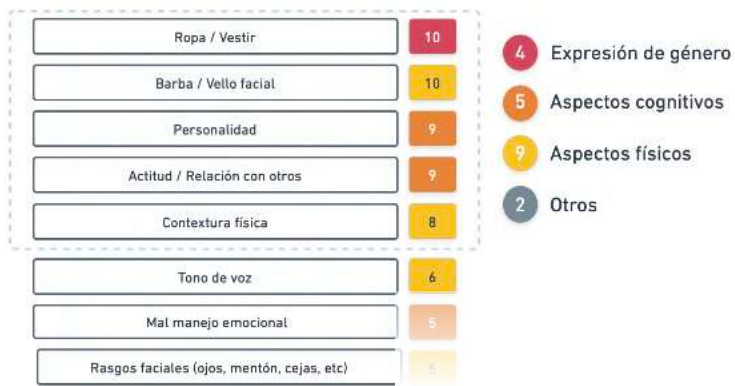 Ropa / Vestir 10
Barba / Vello facial 10
Personalidad 9
Actitud / Relación con otros 9
Contextura física 8
Tono de voz 6
Mal manejo emocional 5
Rasgos faciales (ojos, mentón, cejas, etc) 5
4 Expresión de género
5 Aspectos cognitivos
9 Aspectos físicos
2 Otros